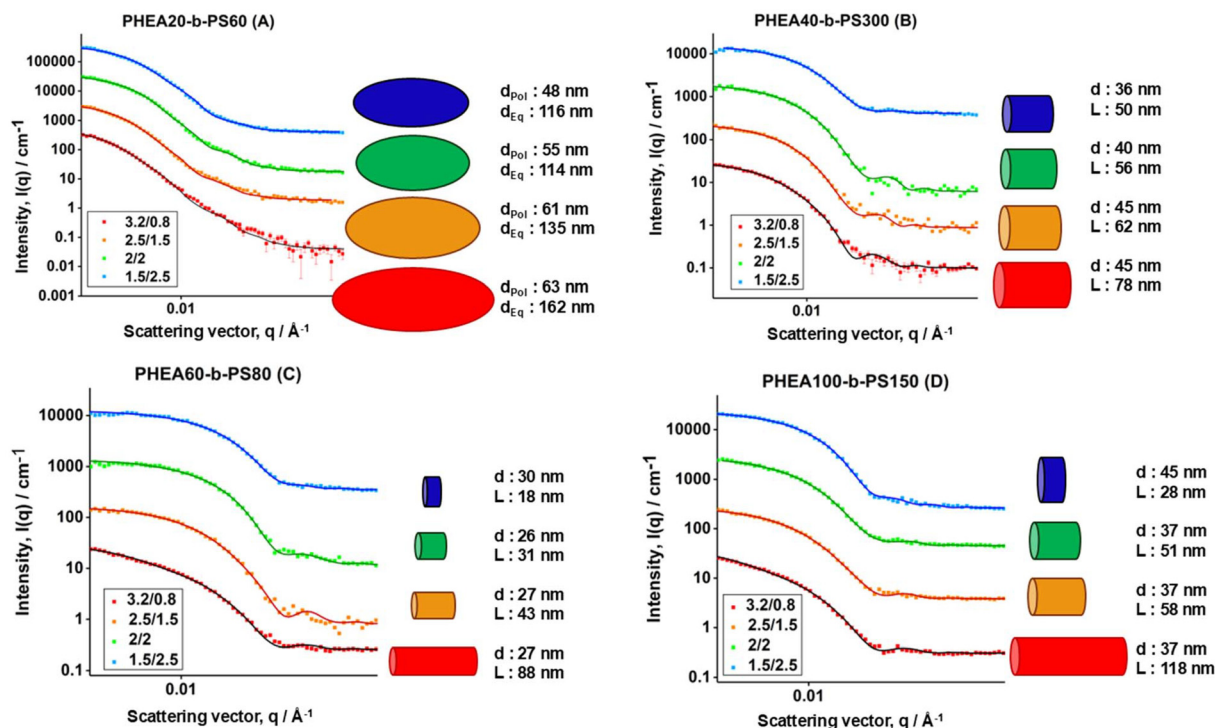 PHEA20-b-PS60 (A)
Intensity, I(q) / cm⁻¹
100000
10000
1000
100
10
1
0.1
0.01
0.001
3.2/0.8
2.5/1.5
2/2
1.5/2.5
0.01
Scattering vector, q / Å⁻¹
dPol : 48 nm
dEq : 116 nm
dPol : 55 nm
dEq : 114 nm
dPol : 61 nm
dEq : 135 nm
dPol : 63 nm
dEq : 162 nm
PHEA40-b-PS300 (B)
Intensity, I(q) / cm⁻¹
10000
1000
100
10
1
0.1
3.2/0.8
2.5/1.5
2/2
1.5/2.5
0.01
Scattering vector, q / Å⁻¹
d : 36 nm
L : 50 nm
d : 40 nm
L : 56 nm
d : 45 nm
L : 62 nm
d : 45 nm
L : 78 nm
PHEA60-b-PS80 (C)
Intensity, I(q) / cm⁻¹
10000
1000
100
10
1
0.1
3.2/0.8
2.5/1.5
2/2
1.5/2.5
0.01
Scattering vector, q / Å⁻¹
d : 30 nm
L : 18 nm
d : 26 nm
L : 31 nm
d : 27 nm
L : 43 nm
d : 27 nm
L : 88 nm
PHEA100-b-PS150 (D)
Intensity, I(q) / cm⁻¹
10000
1000
100
10
1
0.1
3.2/0.8
2.5/1.5
2/2
1.5/2.5
0.01
Scattering vector, q / Å⁻¹
d : 45 nm
L : 28 nm
d : 37 nm
L : 51 nm
d : 37 nm
L : 58 nm
d : 37 nm
L : 118 nm